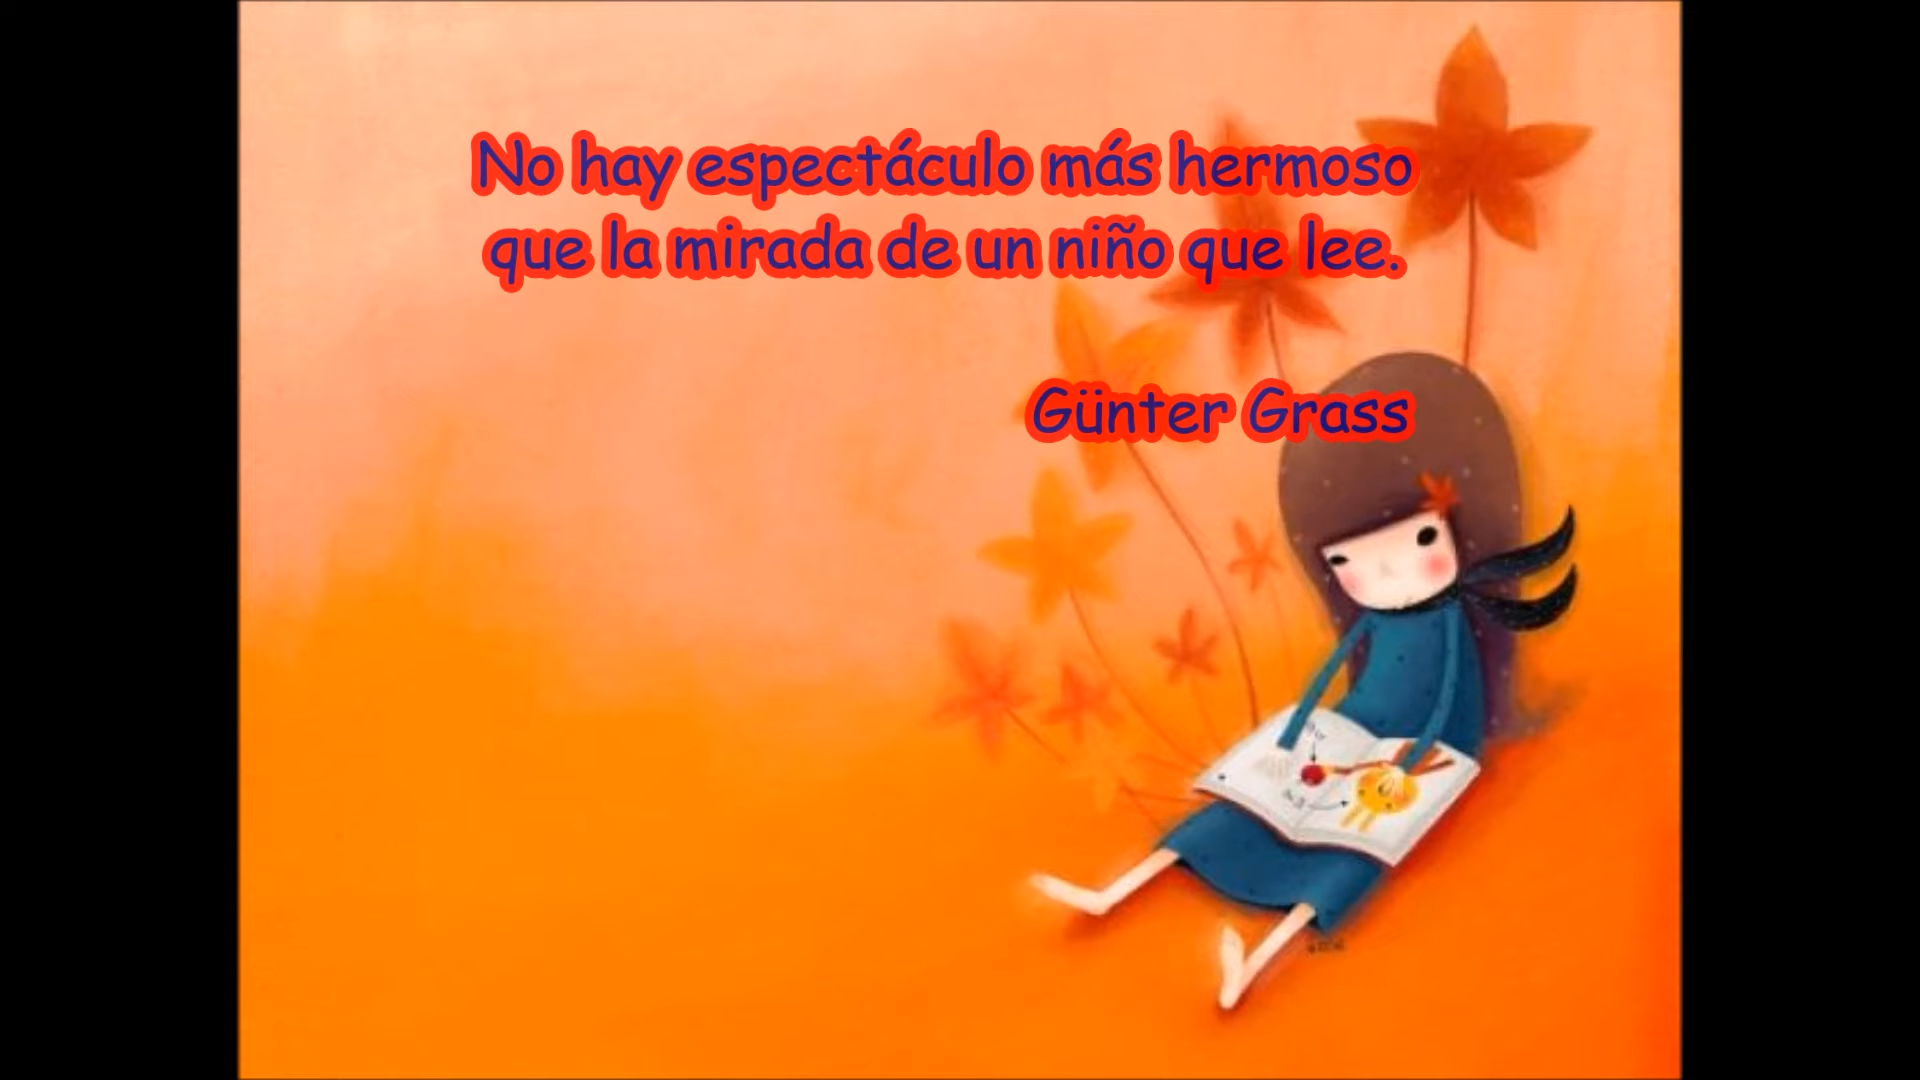 No hay espectáculo más hermoso
que la mirada de un niño que lee.
Günter Grass